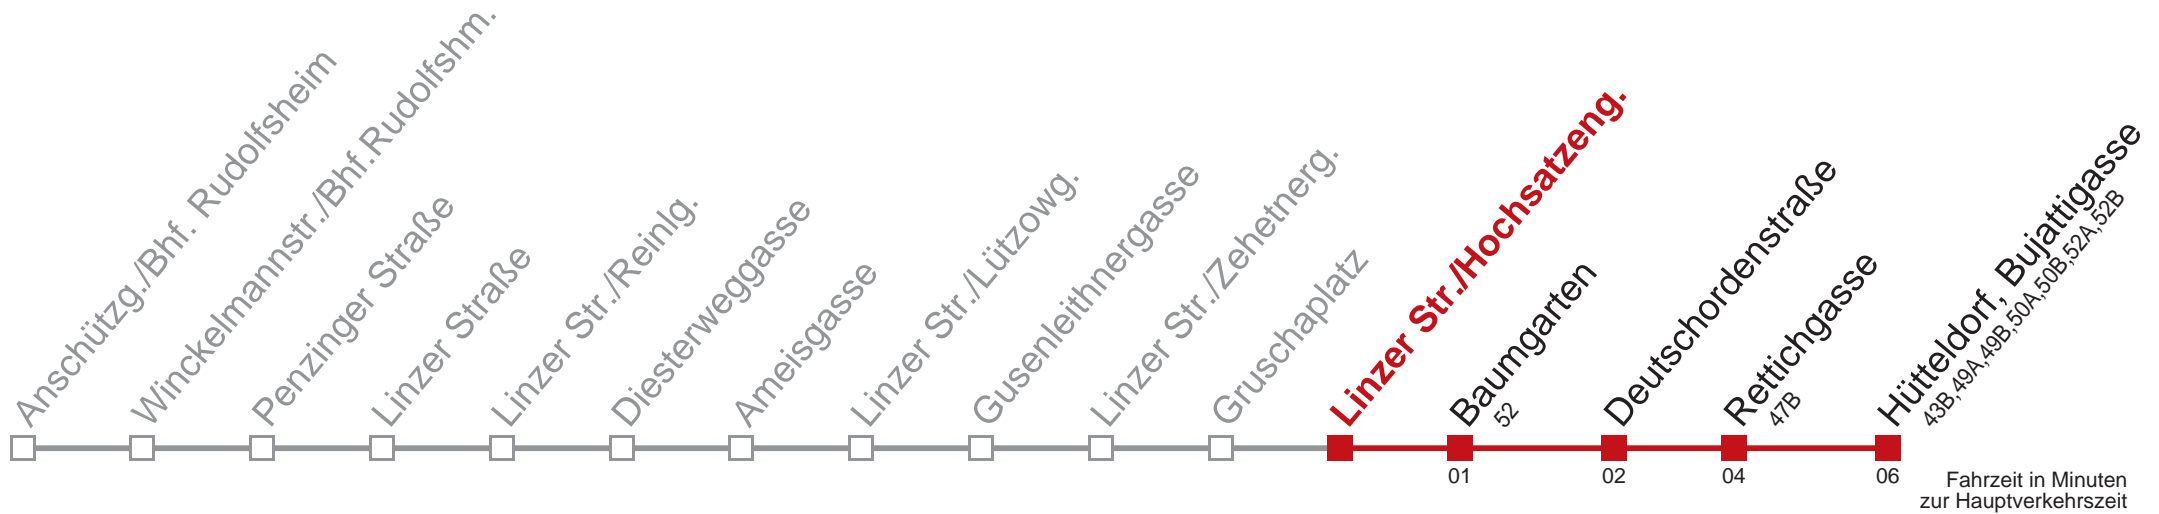 Anschützg./Bhf. Rudolfsheim
Winckelmannstr./Bhf.Rudolfshm.
Penzinger Straße
Linzer Straße
Linzer Str./Reinlg.
Diesterweggasse
Ameisgasse
Linzer Str./Lützowg.
Gusenleithnergasse
Linzer Str./Zehetnerg.
Gruschaplatz
Linzer Str./Hochsatzeng.
Baumgarten
52
Deutschordenstraße
Rettichgasse
47B
Hütteldorf, Bujattigasse
43B,49A,49B,50A,50B,52A,52B
01
02
04
06
Fahrzeit in Minuten
zur Hauptverkehrszeit